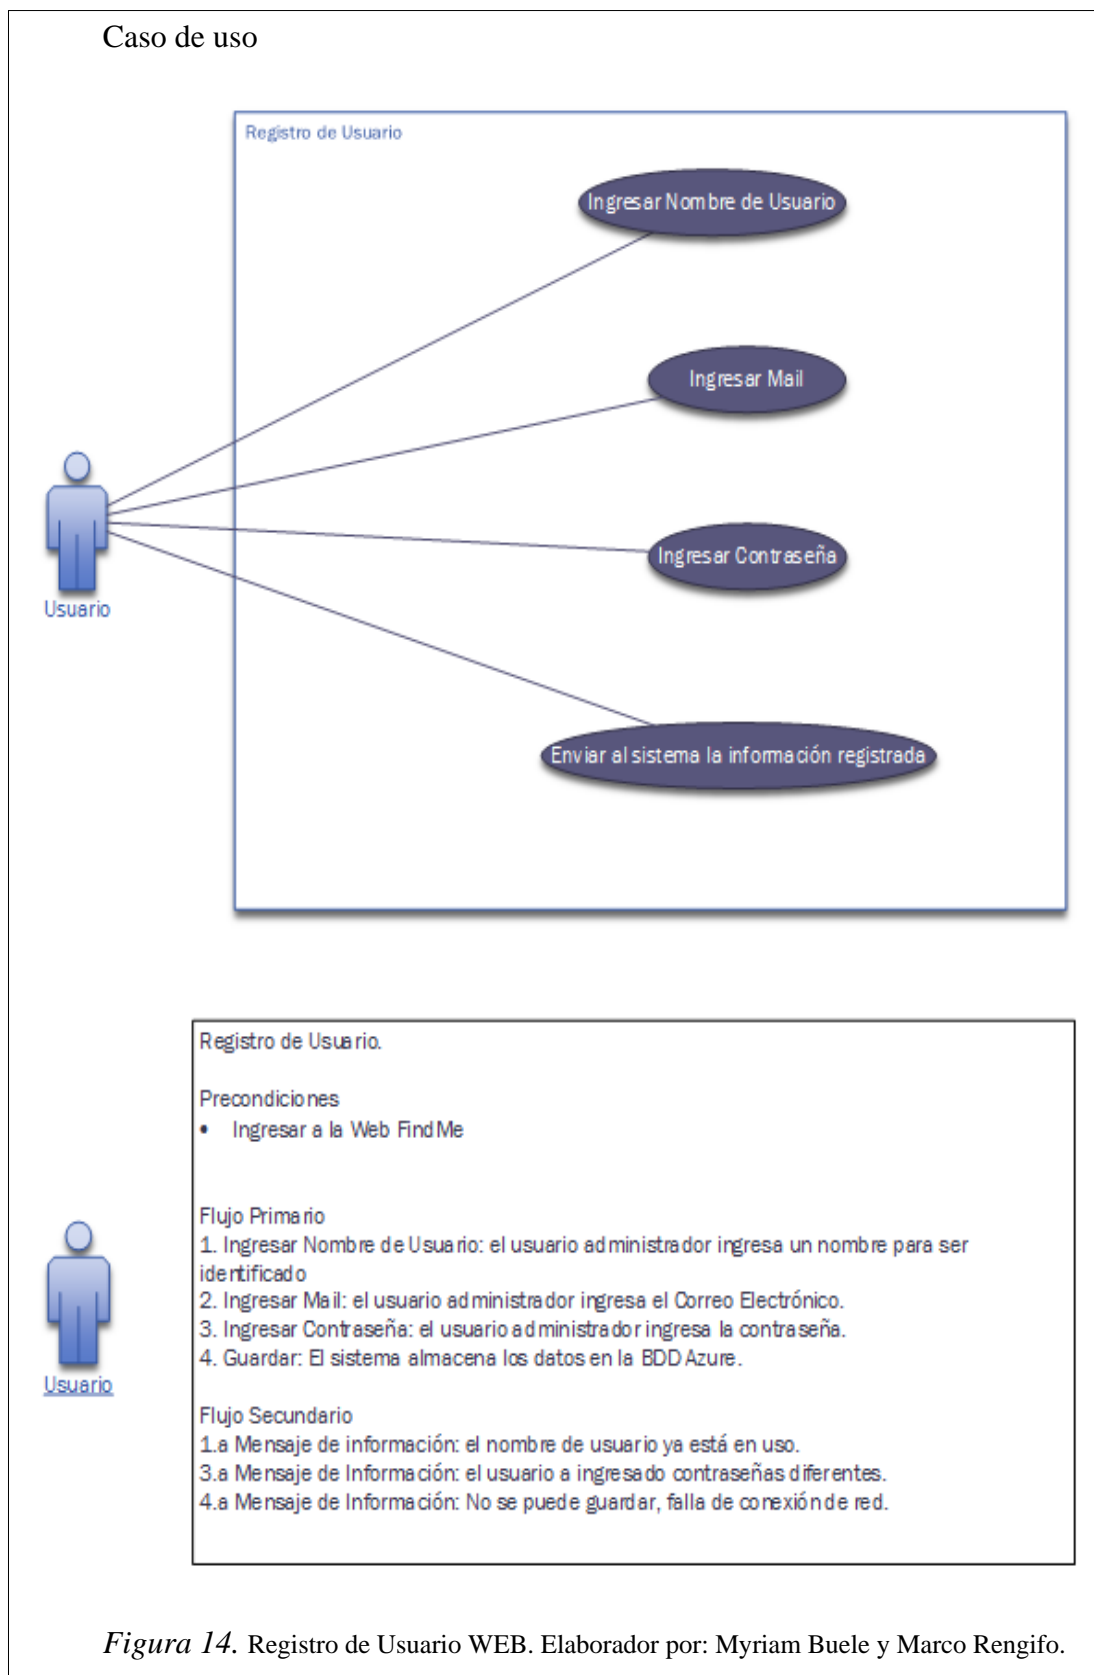 Caso de uso
Registro de Usuario
Ingresar Nombre de Usuario
Ingresar Mail
Ingresar Contraseña
Usuario
Enviar al sistema la información registrada
Registro de Usuario.
Precondiciones
• Ingresar a la Web FindMe
Flujo Primario
1. Ingresar Nombre de Usuario: el usuario administrador ingresa un nombre para ser
identificado
2. Ingresar Mail: el usuario administrador ingresa el Correo Electrónico.
3. Ingresar Contraseña: el usuario administrador ingresa la contraseña.
4. Guardar: El sistema almacena los datos en la BDD Azure.
Usuario
Flujo Secundario
1.a Mensaje de información: el nombre de usuario ya está en uso.
3.a Mensaje de Información: el usuario a ingresado contraseñas diferentes.
4.a Mensaje de Información: No se puede guardar, falla de conexión de red.
Figura 14. Registro de Usuario WEB. Elaborador por: Myriam Buele y Marco Rengifo.